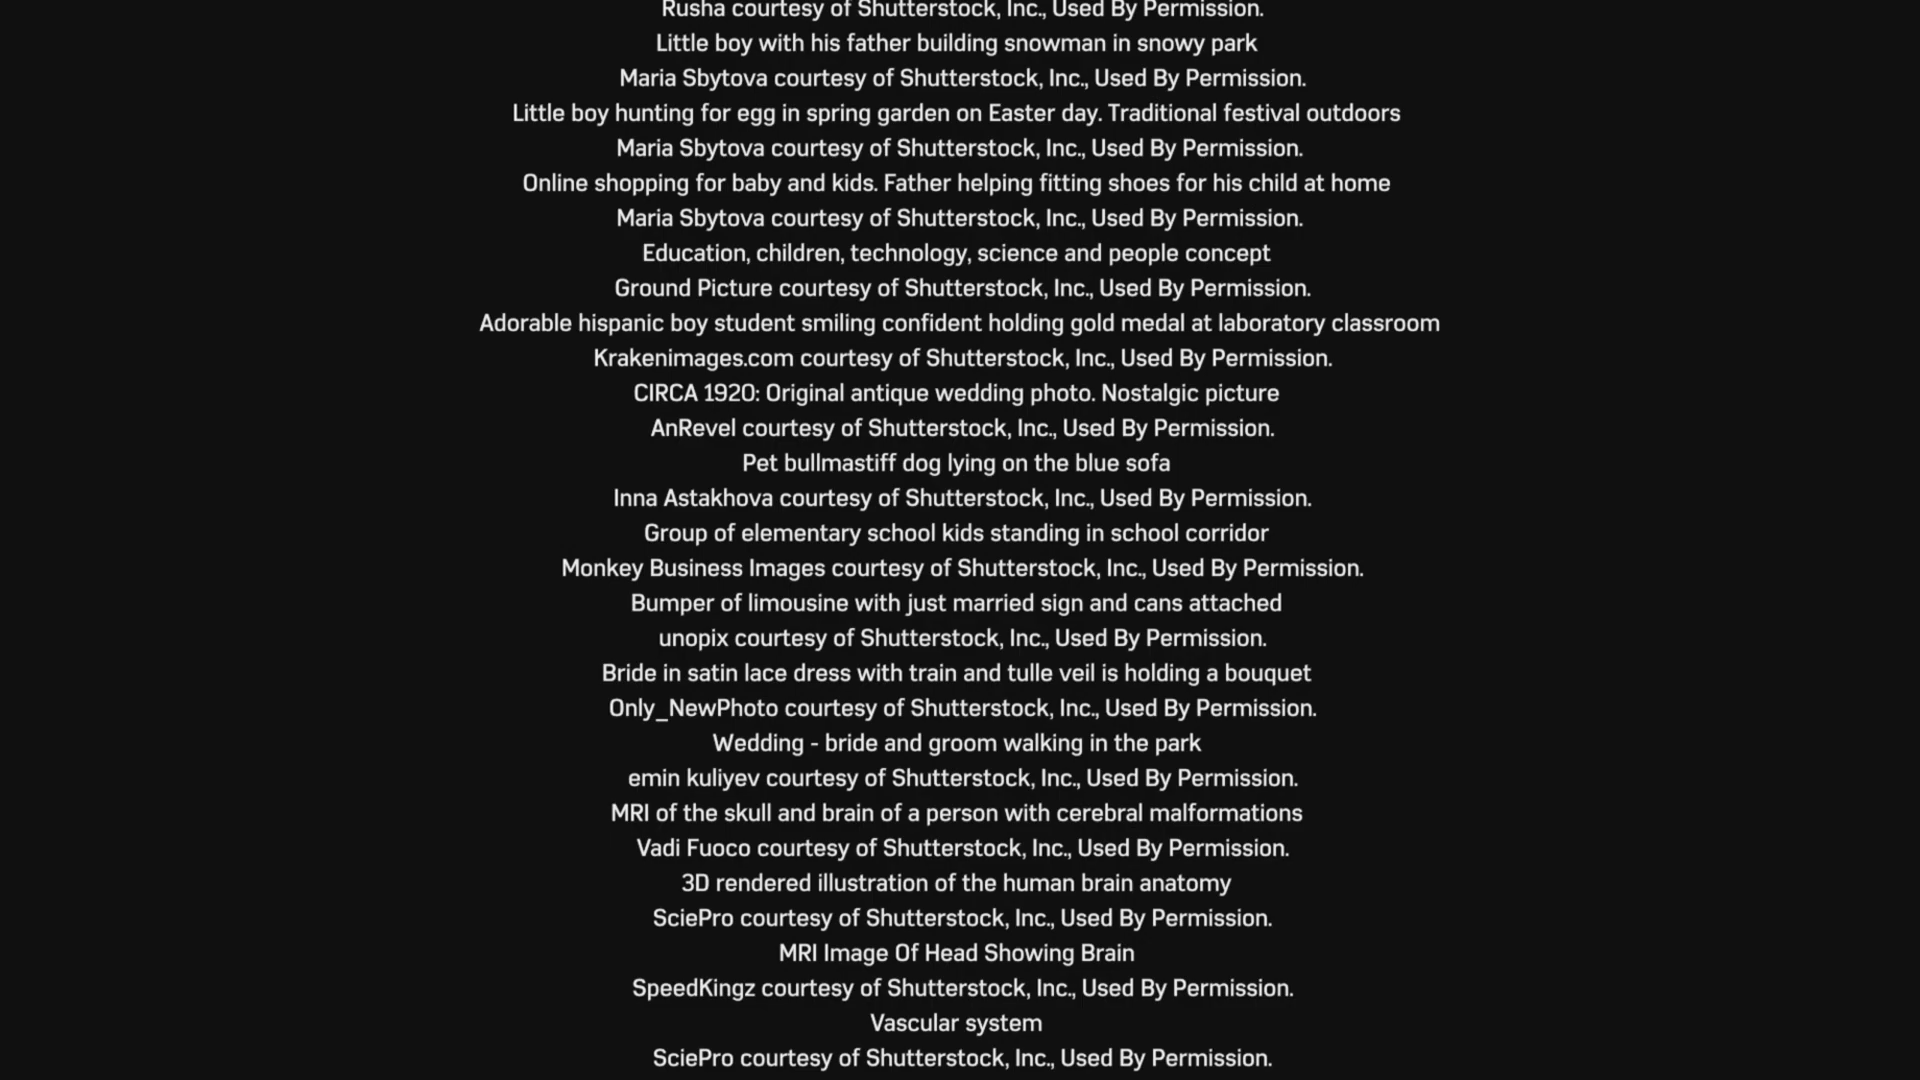 Rusha courtesy of Shutterstock, Inc., Used By Permission.
Little boy with his father building snowman in snowy park
Maria Sbytova courtesy of Shutterstock, Inc., Used By Permission.
Little boy hunting for egg in spring garden on Easter day. Traditional festival outdoors
Maria Sbytova courtesy of Shutterstock, Inc., Used By Permission.
Online shopping for baby and kids. Father helping fitting shoes for his child at home
Maria Sbytova courtesy of Shutterstock, Inc., Used By Permission.
Education, children, technology, science and people concept
Ground Picture courtesy of Shutterstock, Inc., Used By Permission.
Adorable hispanic boy student smiling confident holding gold medal at laboratory classroom
Krakenimages.com courtesy of Shutterstock, Inc., Used By Permission.
CIRCA 1920: Original antique wedding photo. Nostalgic picture
AnRevel courtesy of Shutterstock, Inc., Used By Permission.
Pet bullmastiff dog lying on the blue sofa
Inna Astakhova courtesy of Shutterstock, Inc., Used By Permission.
Group of elementary school kids standing in school corridor
Monkey Business Images courtesy of Shutterstock, Inc., Used By Permission.
Bumper of limousine with just married sign and cans attached
unopix courtesy of Shutterstock, Inc., Used By Permission.
Bride in satin lace dress with train and tulle veil is holding a bouquet
Only_NewPhoto courtesy of Shutterstock, Inc., Used By Permission.
Wedding - bride and groom walking in the park
emin kuliyev courtesy of Shutterstock, Inc., Used By Permission.
MRI of the skull and brain of a person with cerebral malformations
Vadi Fuoco courtesy of Shutterstock, Inc., Used By Permission.
3D rendered illustration of the human brain anatomy
SciePro courtesy of Shutterstock, Inc., Used By Permission.
MRI Image Of Head Showing Brain
SpeedKingz courtesy of Shutterstock, Inc., Used By Permission.
Vascular system
SciePro courtesy of Shutterstock, Inc., Used By Permission.